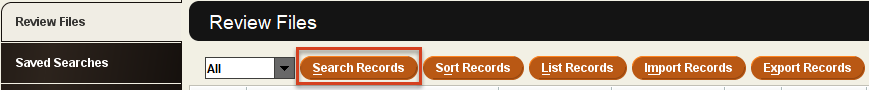 Review Files
Saved Searches
Review Files
All
Search Records
Sort Records
List Records
Import Records
Export Records